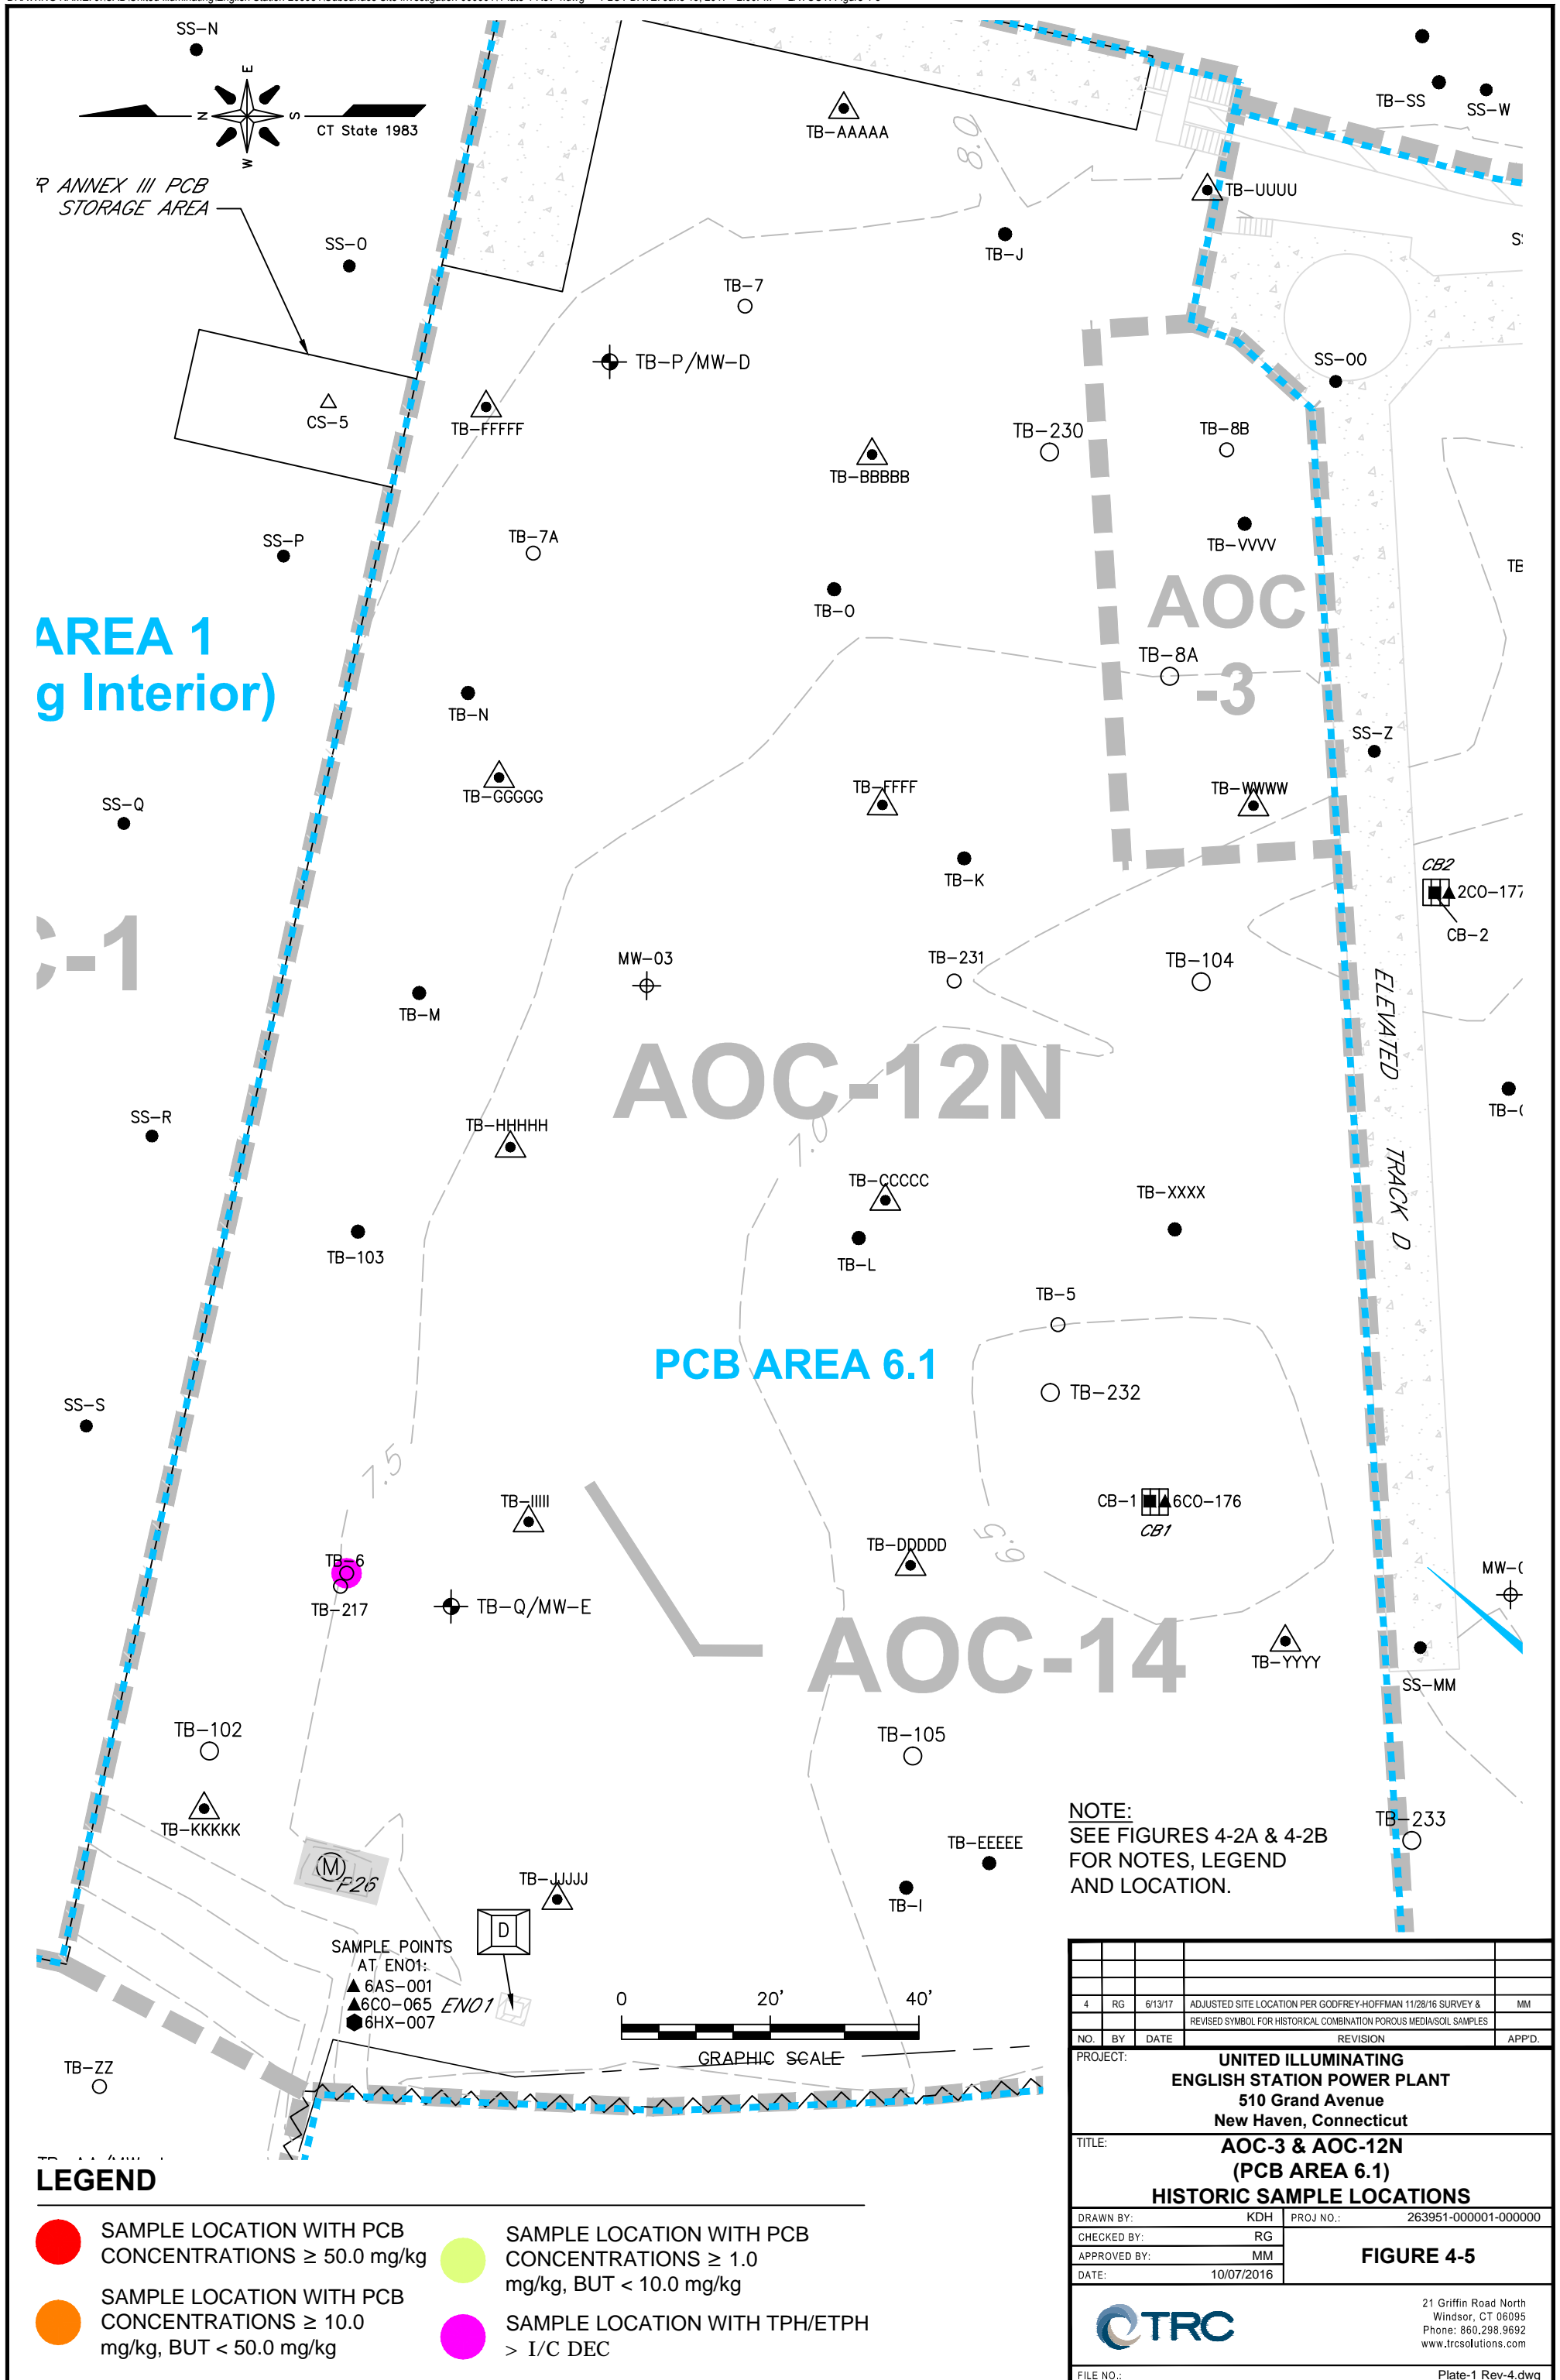 SS-N
E
N
S
W
CT State 1983
R ANNEX III PCB
STORAGE AREA
SS-O
CS-5
SS-P
AREA 1
g Interior)
SS-Q
C-1
SS-R
SS-S
TB-AAAAA
8.0
TB-UUUU
TB-SS
SS-W
TB-J
TB-7
TB-P/MW-D
TB-FFFFF
TB-BBBBB
TB-230
TB-8B
SS-OO
TB-7A
TB-VVVV
TB-O
AOC
-3
TB-8A
TB-N
TB-GGGGG
TB-FFFF
TB-WWWW
SS-Z
TB-K
CB2
2CO-177
CB-2
MW-03
TB-231
TB-104
TB-M
AOC-12N
ELEVATED TRACK D
7.0
TB-HHHHH
TB-CCCCC
TB-XXXX
TB-103
TB-L
TB-5
PCB AREA 6.1
TB-232
7.5
TB-IIIII
CB-1
6CO-176
CB1
6.5
TB-DDDDD
TB-6
TB-217
TB-Q/MW-E
AOC-14
TB-YYYY
SS-MM
TB-102
TB-105
TB-KKKKK
TB-233
M
P26
TB-JJJJJ
TB-EEEEE
TB-I
D
SAMPLE POINTS
AT EN01:
6AS-001
6CO-065
6HX-007
EN01
0 20' 40'
GRAPHIC SCALE
TB-ZZ
NOTE:
SEE FIGURES 4-2A & 4-2B
FOR NOTES, LEGEND
AND LOCATION.
LEGEND
SAMPLE LOCATION WITH PCB
CONCENTRATIONS ≥ 50.0 mg/kg
SAMPLE LOCATION WITH PCB
CONCENTRATIONS ≥ 10.0
mg/kg, BUT < 50.0 mg/kg
SAMPLE LOCATION WITH PCB
CONCENTRATIONS ≥ 1.0
mg/kg, BUT < 10.0 mg/kg
SAMPLE LOCATION WITH TPH/ETPH
> I/C DEC
4 RG 6/13/17 ADJUSTED SITE LOCATION PER GODFREY-HOFFMAN 11/28/16 SURVEY & MM
REVISED SYMBOL FOR HISTORICAL COMBINATION POROUS MEDIA/SOIL SAMPLES
NO. BY DATE REVISION APP'D.
PROJECT:
UNITED ILLUMINATING
ENGLISH STATION POWER PLANT
510 Grand Avenue
New Haven, Connecticut
TITLE:
AOC-3 & AOC-12N
(PCB AREA 6.1)
HISTORIC SAMPLE LOCATIONS
DRAWN BY: KDH PROJ NO.: 263951-000001-000000
CHECKED BY: RG
APPROVED BY: MM
DATE: 10/07/2016
FIGURE 4-5
TRC
21 Griffin Road North
Windsor, CT 06095
Phone: 860.298.9692
www.trcsolutions.com
FILE NO.: Plate-1 Rev-4.dwg